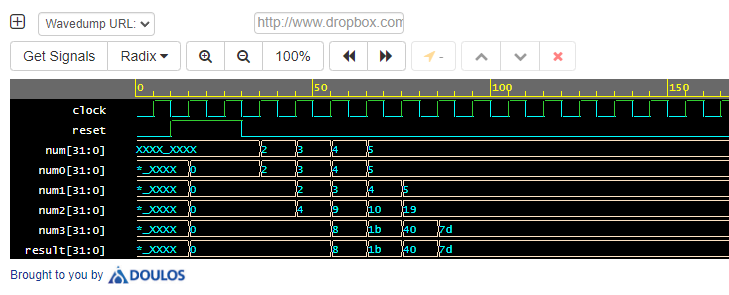 Wavedump URL: http://www.dropbox.com
Get Signals Radix 100% -
0 50 100 150
clock
reset
num[31:0] XXXX_XXXX 2 3 4 5
num0[31:0] *_XXXX 0 2 3 4 5
num1[31:0] *_XXXX 0 2 3 4 5
num2[31:0] *_XXXX 0 4 9 10 19
num3[31:0] *_XXXX 0 8 1b 40 7d
result[31:0] *_XXXX 0 8 1b 40 7d
Brought to you by DOULOS